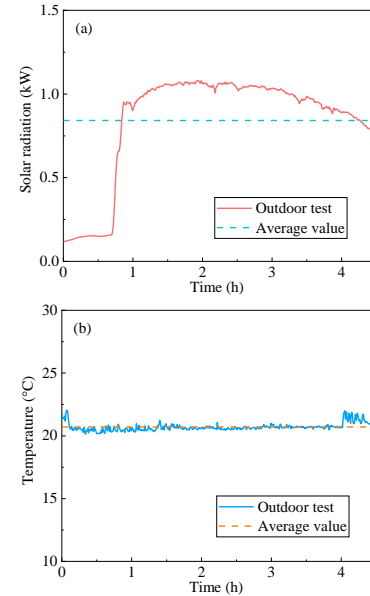 (a)
Solar radiation (kW)
1.5
1.0
0.5
0.0
Outdoor test
Average value
0 1 2 3 4
Time (h)
(b)
Temperature (°C)
30
25
20
15
10
Outdoor test
Average value
0 1 2 3 4
Time (h)